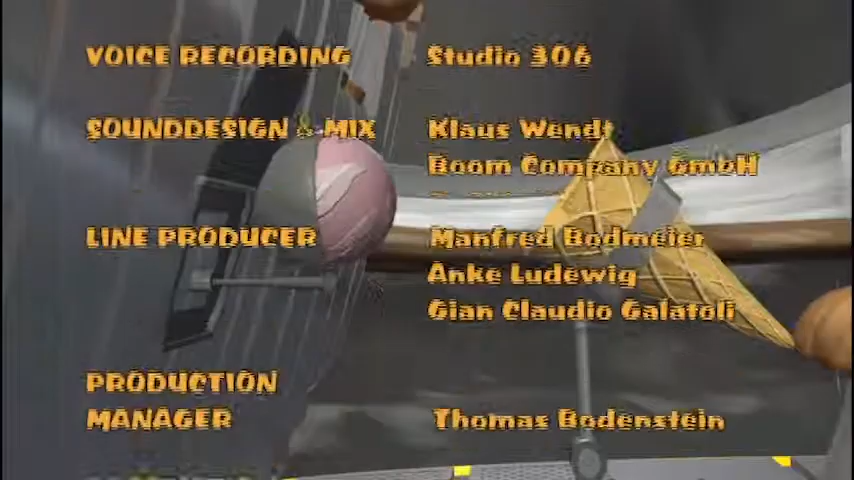 VOICE RECORDING Studio 306
SOUNDDESIGN & MIX Klaus Wendt
Boom Company GmbH
LINE PRODUCER Manfred Bodmeier
Anke Ludewig
Gian Claudio Galatoli
PRODUCTION
MANAGER Thomas Bodenstein